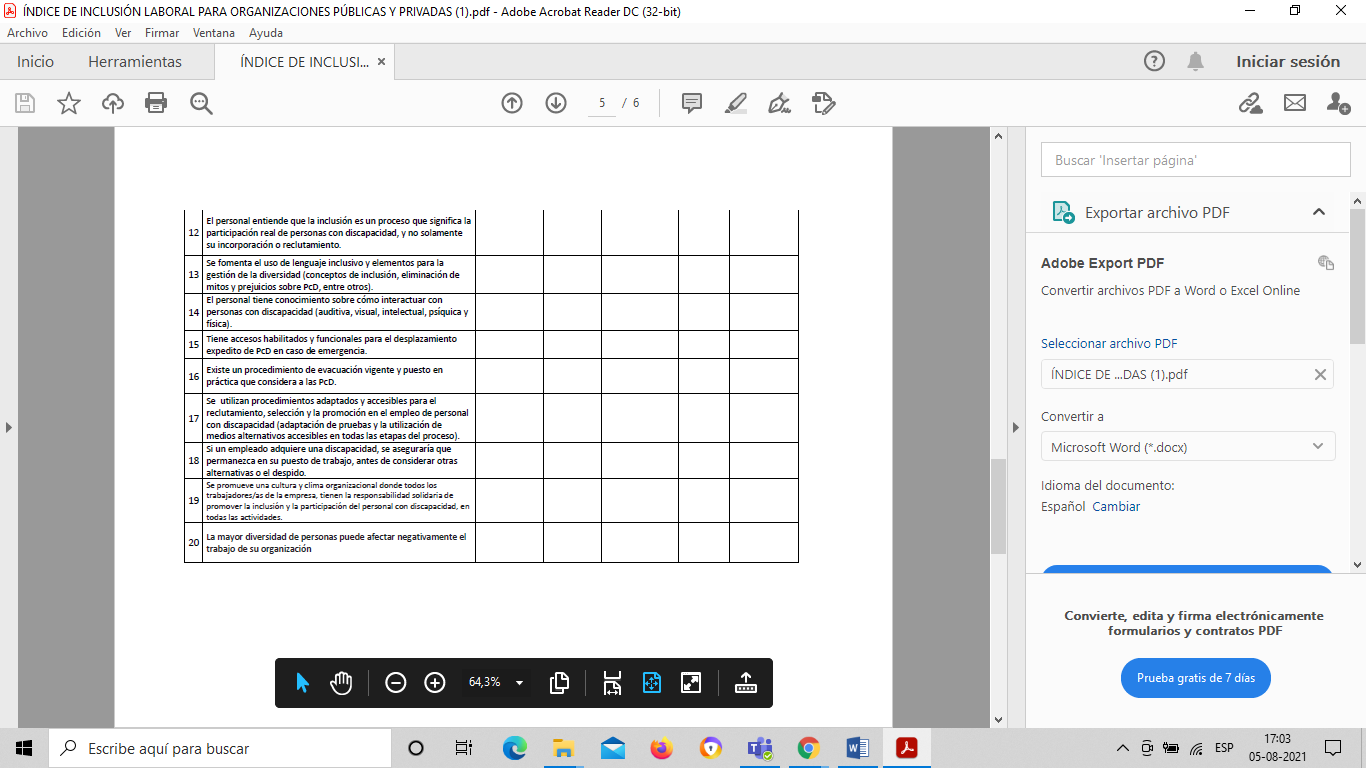 ÍNDICE DE INCLUSIÓN LABORAL PARA ORGANIZACIONES PÚBLICAS Y PRIVADAS (1).pdf - Adobe Acrobat Reader DC (32-bit)
Archivo Edición Ver Firmar Ventana Ayuda
Inicio Herramientas ÍNDICE DE INCLUSI... × Iniciar sesión
5 / 6
12 El personal entiende que la inclusión es un proceso que significa la
participación real de personas con discapacidad, y no solamente
su incorporación o reclutamiento.
13 Se fomenta el uso de lenguaje inclusivo y elementos para la
gestión de la diversidad (conceptos de inclusión, eliminación de
mitos y prejuicios sobre PcD, entre otros).
14 El personal tiene conocimiento sobre cómo interactuar con
personas con discapacidad (auditiva, visual, intelectual, psíquica y
física).
15 Tiene accesos habilitados y funcionales para el desplazamiento
expedito de PcD en caso de emergencia.
16 Existe un procedimiento de evacuación vigente y puesto en
práctica que considera a las PcD.
17 Se  utilizan procedimientos adaptados y accesibles para el
reclutamiento, selección y la promoción en el empleo de personal
con discapacidad (adaptación de pruebas y la utilización de
medios alternativos accesibles en todas las etapas del proceso).
18 Si un empleado adquiere una discapacidad, se aseguraría que
permanezca en su puesto de trabajo, antes de considerar otras
alternativas o el despido.
19 Se promueve una cultura y clima organizacional donde todos los
trabajadores/as de la empresa, tienen la responsabilidad solidaria de
promover la inclusión y la participación del personal con discapacidad, en
todas las actividades.
20 La mayor diversidad de personas puede afectar negativamente el
trabajo de su organización
64,3%
Buscar 'Insertar página'
Exportar archivo PDF
Adobe Export PDF
Convertir archivos PDF a Word o Excel Online
Seleccionar archivo PDF
ÍNDICE DE ...DAS (1).pdf
Convertir a
Microsoft Word (*.docx)
Idioma del documento:
Español Cambiar
Convierte, edita y firma electrónicamente
formularios y contratos PDF
Prueba gratis de 7 días
Escribe aquí para buscar
ESP
17:03
05-08-2021